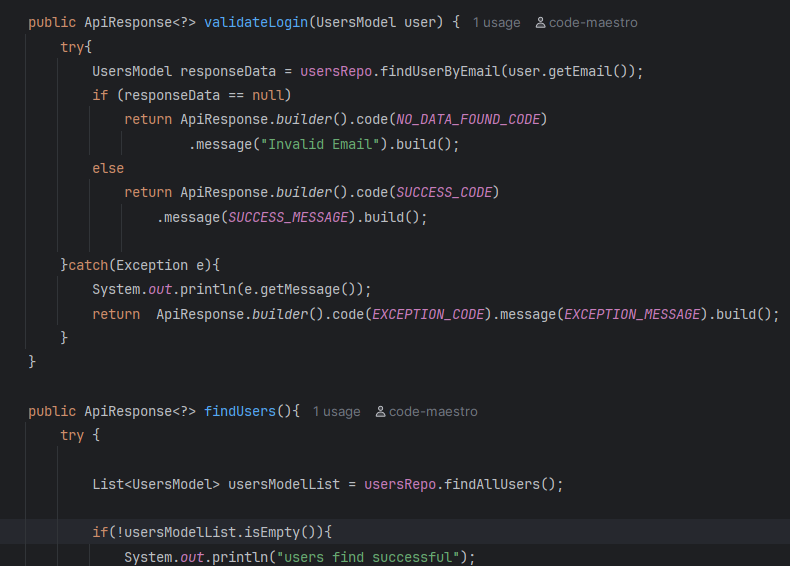 public ApiResponse<?> validateLogin(UsersModel user) { 1 usage code-maestro
try{
UsersModel responseData = usersRepo.findUserByEmail(user.getEmail());
if (responseData == null)
return ApiResponse.builder().code(NO_DATA_FOUND_CODE)
.message("Invalid Email").build();
else
return ApiResponse.builder().code(SUCCESS_CODE)
.message(SUCCESS_MESSAGE).build();
}catch(Exception e){
System.out.println(e.getMessage());
return ApiResponse.builder().code(EXCEPTION_CODE).message(EXCEPTION_MESSAGE).build();
}
}
public ApiResponse<?> findUsers(){ 1 usage code-maestro
try {
List<UsersModel> usersModelList = usersRepo.findAllUsers();
if(!usersModelList.isEmpty()){
System.out.println("users find successful");